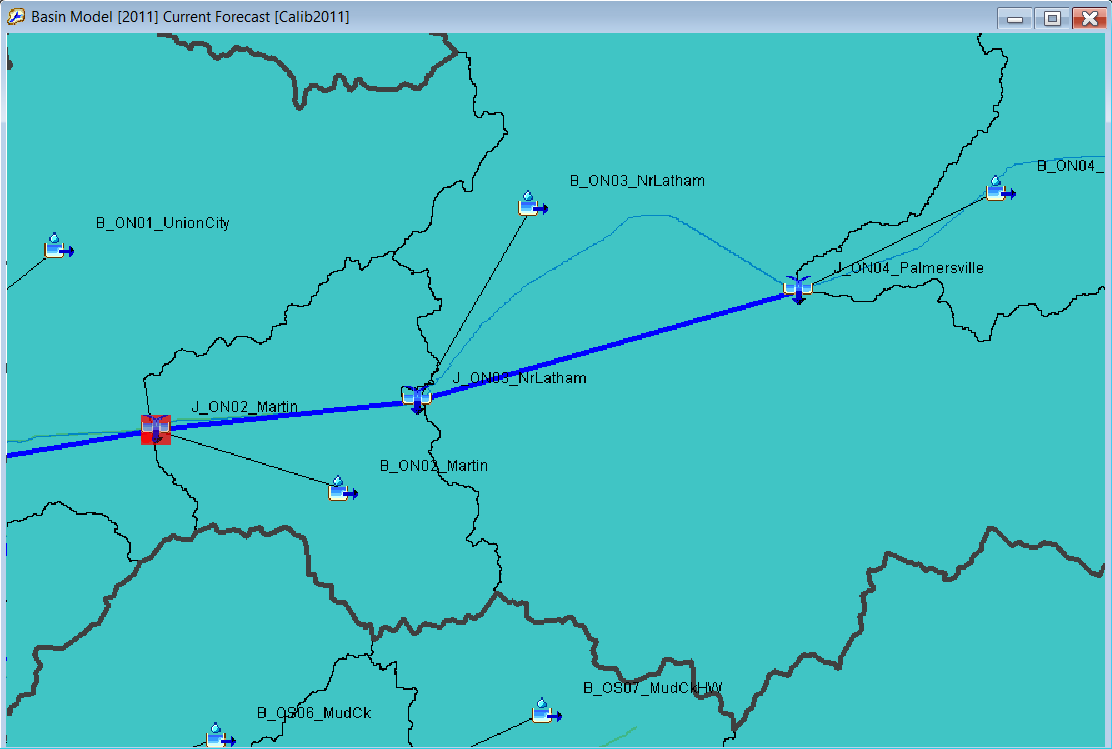 Basin Model [2011] Current Forecast [Calib2011]
B_ON04_
B_ON03_NrLatham
B_ON01_UnionCity
J_ON04_Palmersville
J_ON03_NrLatham
J_ON02_Martin
B_ON02_Martin
B_OS07_MudCkHW
B_OS06_MudCk